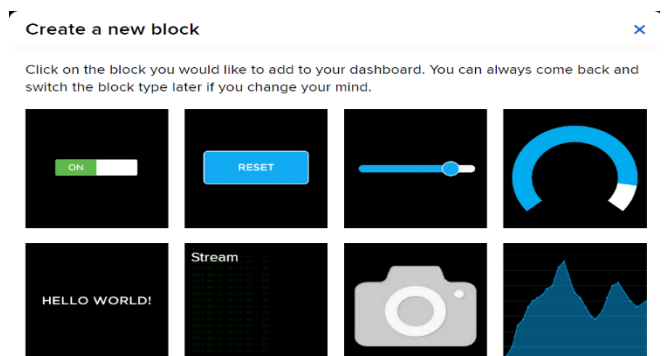 Create a new block
×
Click on the block you would like to add to your dashboard. You can always come back and
switch the block type later if you change your mind.
ON
RESET
HELLO WORLD!
Stream